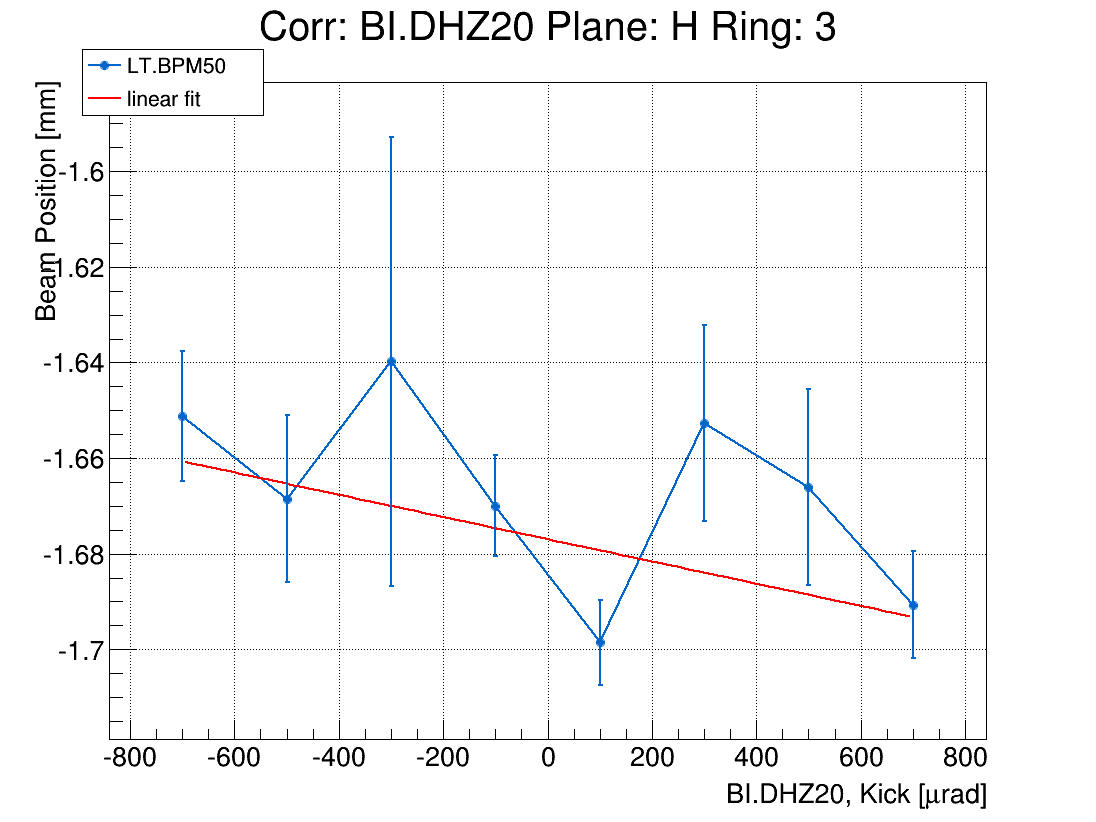 Corr: BI.DHZ20 Plane: H Ring: 3
LT.BPM50
linear fit
Beam Position [mm]
-1.6
-1.62
-1.64
-1.66
-1.68
-1.7
-800 -600 -400 -200 0 200 400 600 800
BI.DHZ20, Kick [μrad]